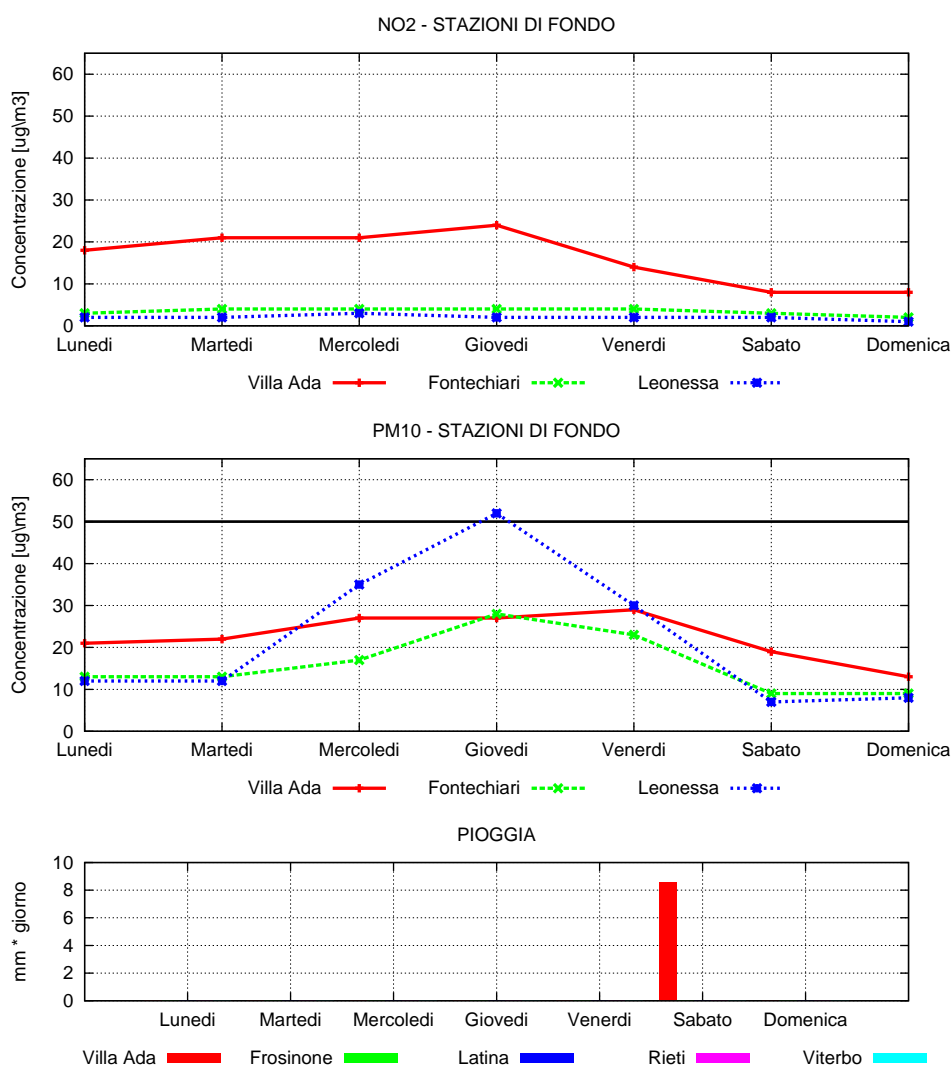 NO2 - STAZIONI DI FONDO
Concentrazione [ug\m3]
60
50
40
30
20
10
0
Lunedi Martedi Mercoledi Giovedi Venerdi Sabato Domenica
Villa Ada Fontechiari Leonessa
PM10 - STAZIONI DI FONDO
Concentrazione [ug\m3]
60
50
40
30
20
10
0
Lunedi Martedi Mercoledi Giovedi Venerdi Sabato Domenica
Villa Ada Fontechiari Leonessa
PIOGGIA
mm * giorno
10
8
6
4
2
0
Lunedi Martedi Mercoledi Giovedi Venerdi Sabato Domenica
Villa Ada Frosinone Latina Rieti Viterbo